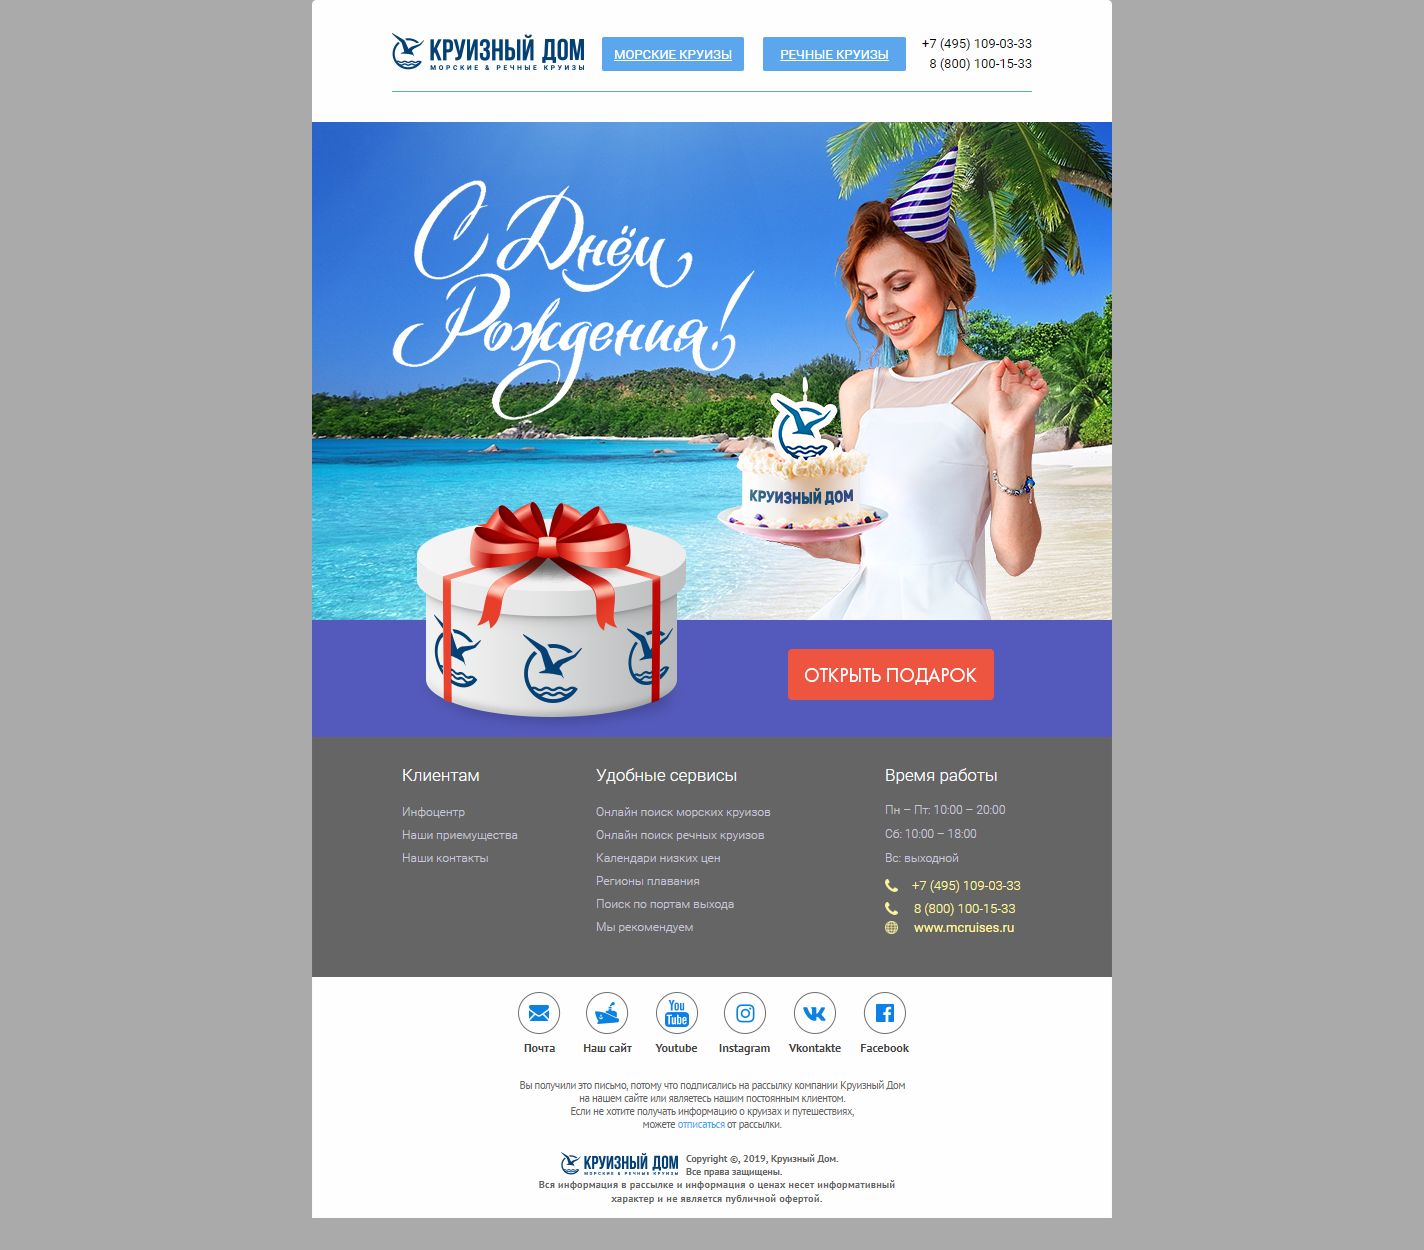 КРУИЗНЫЙ ДОМ
МОРСКИЕ & РЕЧНЫЕ КРУИЗЫ
МОРСКИЕ КРУИЗЫ
РЕЧНЫЕ КРУИЗЫ
+7 (495) 109-03-33
8 (800) 100-15-33
С Днём
Рождения!
КРУИЗНЫЙ ДОМ
ОТКРЫТЬ ПОДАРОК
Клиентам
Инфоцентр
Наши приемущества
Наши контакты
Удобные сервисы
Онлайн поиск морских круизов
Онлайн поиск речных круизов
Календари низких цен
Регионы плавания
Поиск по портам выхода
Мы рекомендуем
Время работы
Пн – Пт: 10:00 – 20:00
Сб: 10:00 – 18:00
Вс: выходной
+7 (495) 109-03-33
8 (800) 100-15-33
www.mcruises.ru
You
Tube
Почта
Наш сайт
Youtube
Instagram
Vkontakte
Facebook
Вы получили это письмо, потому что подписались на рассылку компании Круизный Дом
на нашем сайте или являетесь нашим постоянным клиентом.
Если не хотите получать информацию о круизах и путешествиях,
можете отписаться от рассылки.
КРУИЗНЫЙ ДОМ
МОРСКИЕ & РЕЧНЫЕ КРУИЗЫ
Copyright ©, 2019, Круизный Дом.
Все права защищены.
Вся информация в рассылке и информация о ценах несет информативный
характер и не является публичной офертой.